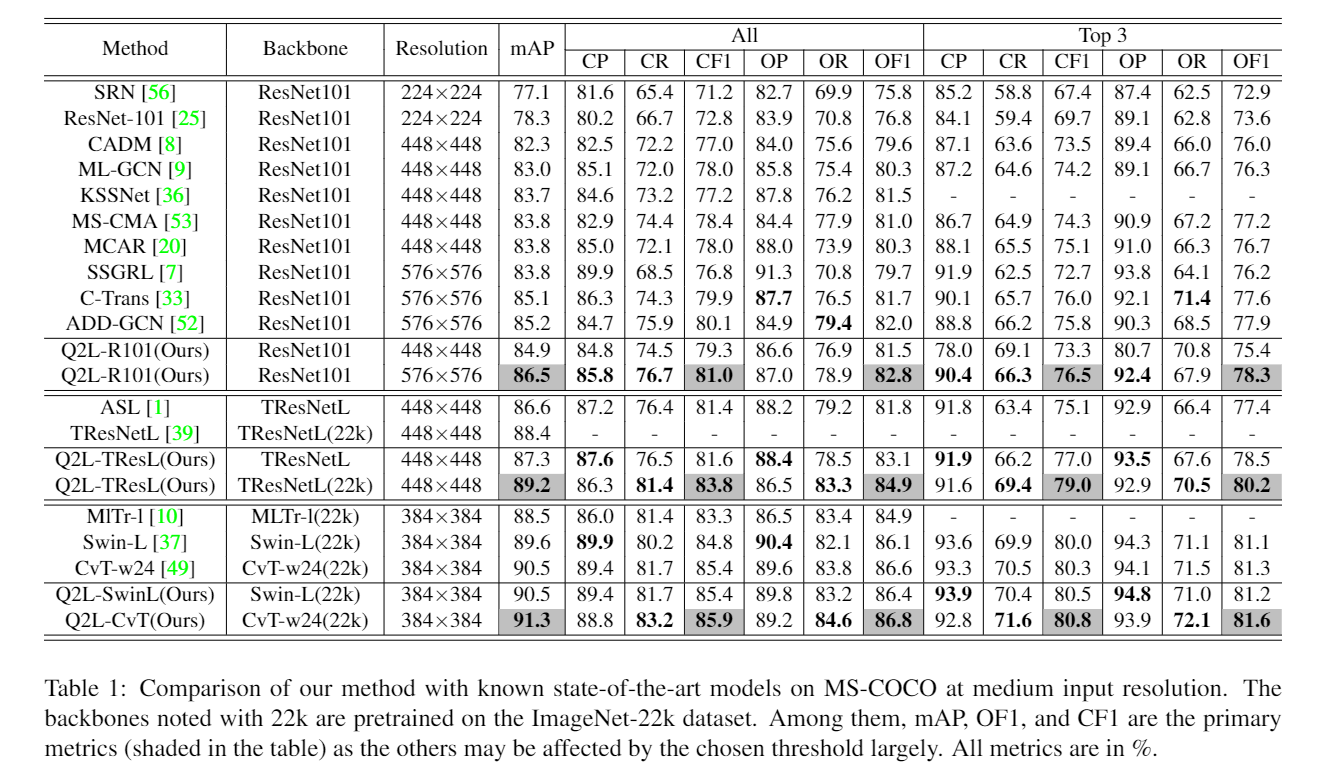 Method Backbone Resolution mAP All Top 3
CP CR CF1 OP OR OF1 CP CR CF1 OP OR OF1
SRN [56] ResNet101 224×224 77.1 81.6 65.4 71.2 82.7 69.9 75.8 85.2 58.8 67.4 87.4 62.5 72.9
ResNet-101 [25] ResNet101 224×224 78.3 80.2 66.7 72.8 83.9 70.8 76.8 84.1 59.4 69.7 89.1 62.8 73.6
CADM [8] ResNet101 448×448 82.3 82.5 72.2 77.0 84.0 75.6 79.6 87.1 63.6 73.5 89.4 66.0 76.0
ML-GCN [9] ResNet101 448×448 83.0 85.1 72.0 78.0 85.8 75.4 80.3 87.2 64.6 74.2 89.1 66.7 76.3
KSSNet [36] ResNet101 448×448 83.7 84.6 73.2 77.2 87.8 76.2 81.5 - - - - - -
MS-CMA [53] ResNet101 448×448 83.8 82.9 74.4 78.4 84.4 77.9 81.0 86.7 64.9 74.3 90.9 67.2 77.2
MCAR [20] ResNet101 448×448 83.8 85.0 72.1 78.0 88.0 73.9 80.3 88.1 65.5 75.1 91.0 66.3 76.7
SSGRL [7] ResNet101 576×576 83.8 89.9 68.5 76.8 91.3 70.8 79.7 91.9 62.5 72.7 93.8 64.1 76.2
C-Trans [33] ResNet101 576×576 85.1 86.3 74.3 79.9 87.7 76.5 81.7 90.1 65.7 76.0 92.1 71.4 77.6
ADD-GCN [52] ResNet101 576×576 85.2 84.7 75.9 80.1 84.9 79.4 82.0 88.8 66.2 75.8 90.3 68.5 77.9
Q2L-R101(Ours) ResNet101 448×448 84.9 84.8 74.5 79.3 86.6 76.9 81.5 78.0 69.1 73.3 80.7 70.8 75.4
Q2L-R101(Ours) ResNet101 576×576 86.5 85.8 76.7 81.0 87.0 78.9 82.8 90.4 66.3 76.5 92.4 67.9 78.3
ASL [1] TResNetL 448×448 86.6 87.2 76.4 81.4 88.2 79.2 81.8 91.8 63.4 75.1 92.9 66.4 77.4
TResNetL [39] TResNetL(22k) 448×448 88.4 - - - - - - - - - - - -
Q2L-TResL(Ours) TResNetL 448×448 87.3 87.6 76.5 81.6 88.4 78.5 83.1 91.9 66.2 77.0 93.5 67.6 78.5
Q2L-TResL(Ours) TResNetL(22k) 448×448 89.2 86.3 81.4 83.8 86.5 83.3 84.9 91.6 69.4 79.0 92.9 70.5 80.2
MlTr-l [10] MLTr-l(22k) 384×384 88.5 86.0 81.4 83.3 86.5 83.4 84.9 - - - - - -
Swin-L [37] Swin-L(22k) 384×384 89.6 89.9 80.2 84.8 90.4 82.1 86.1 93.6 69.9 80.0 94.3 71.1 81.1
CvT-w24 [49] CvT-w24(22k) 384×384 90.5 89.4 81.7 85.4 89.6 83.8 86.6 93.3 70.5 80.3 94.1 71.5 81.3
Q2L-SwinL(Ours) Swin-L(22k) 384×384 90.5 89.4 81.7 85.4 89.8 83.2 86.4 93.9 70.4 80.5 94.8 71.0 81.2
Q2L-CvT(Ours) CvT-w24(22k) 384×384 91.3 88.8 83.2 85.9 89.2 84.6 86.8 92.8 71.6 80.8 93.9 72.1 81.6
Table 1: Comparison of our method with known state-of-the-art models on MS-COCO at medium input resolution. The
backbones noted with 22k are pretrained on the ImageNet-22k dataset. Among them, mAP, OF1, and CF1 are the primary
metrics (shaded in the table) as the others may be affected by the chosen threshold largely. All metrics are in %.